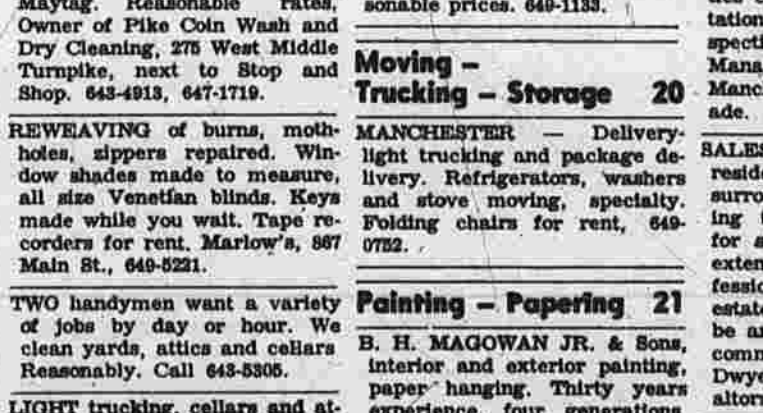 Maytag. Reasonable rates,
Owner of Pike Coin Wash and
Dry Cleaning, 275 West Middle
Turnpike, next to Stop and
Shop. 643-4913, 647-1719.
REWEAVING of burns, moth-
holes, zippers repaired. Win-
dow shades made to measure,
all size Venetian blinds. Keys
made while you wait. Tape re-
corders for rent. Marlow's, 867
Main St., 649-5221.
TWO handymen want a variety
of jobs by day or hour. We
clean yards, attics and cellars
Reasonably. Call 643-5305.
LIGHT trucking, cellars and at-
sonable prices. 649-1133.
Moving –
Trucking – Storage 20
MANCHESTER — Delivery-
light trucking and package de-
livery. Refrigerators, washers
and stove moving, specialty.
Folding chairs for rent, 649-
0752.
Painting – Papering 21
B. H. MAGOWAN JR. & Sons,
interior and exterior painting,
paper hanging. Thirty years
experience, four generations
tation
specti
Mana
Manc
ade.
SALES
reside
surro
ing
for a
exten
fessio
estate
be an
comm
Dwye
altor